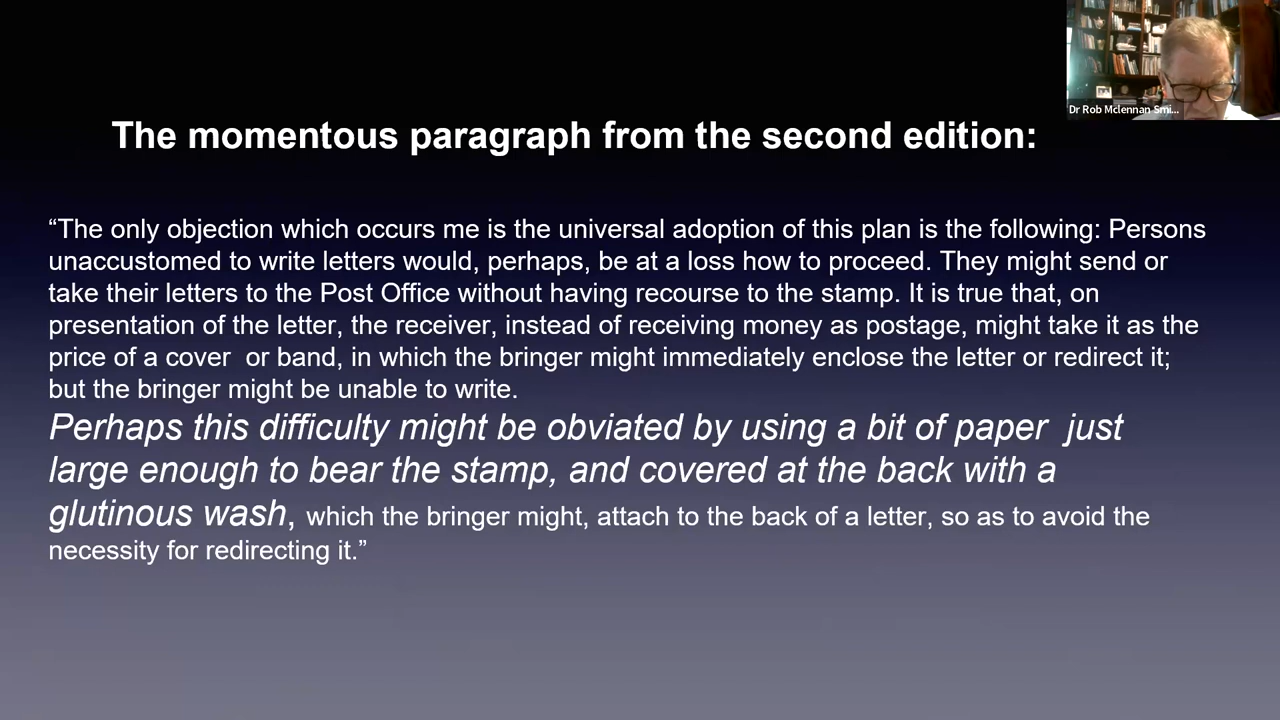 Dr Rob Mclennan Smi...
The momentous paragraph from the second edition:
“The only objection which occurs me is the universal adoption of this plan is the following: Persons
unaccustomed to write letters would, perhaps, be at a loss how to proceed. They might send or
take their letters to the Post Office without having recourse to the stamp. It is true that, on
presentation of the letter, the receiver, instead of receiving money as postage, might take it as the
price of a cover  or band, in which the bringer might immediately enclose the letter or redirect it;
but the bringer might be unable to write.
Perhaps this difficulty might be obviated by using a bit of paper  just
large enough to bear the stamp, and covered at the back with a
glutinous wash, which the bringer might, attach to the back of a letter, so as to avoid the
necessity for redirecting it.”